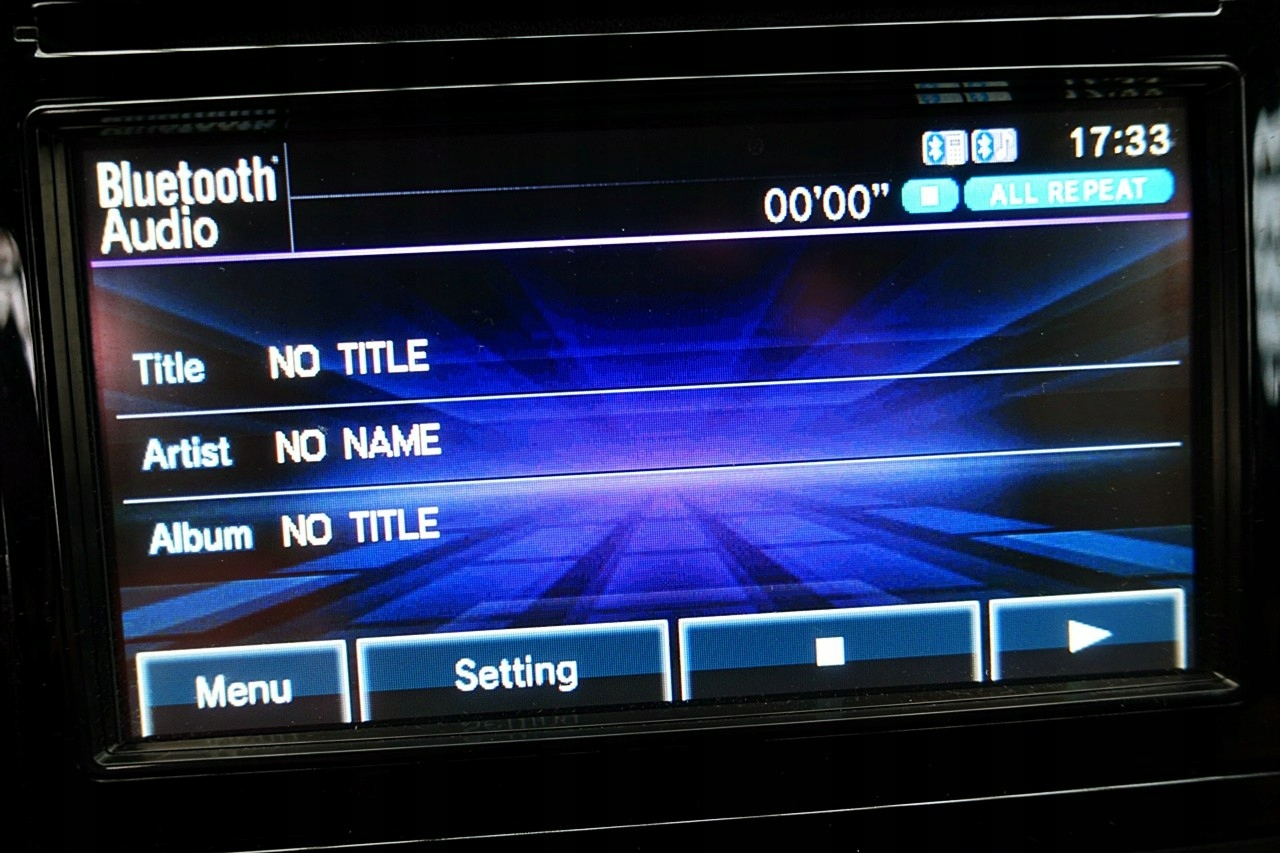 Bluetooth
Audio
17:33
00'00"
ALL REPEAT
Title NO TITLE
Artist NO NAME
Album NO TITLE
Menu
Setting